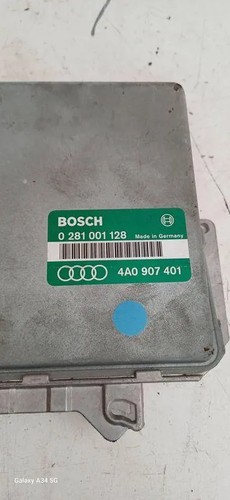 BOSCH
0 281 001 128 Made in Germany
4A0 907 401
Galaxy A34 5G